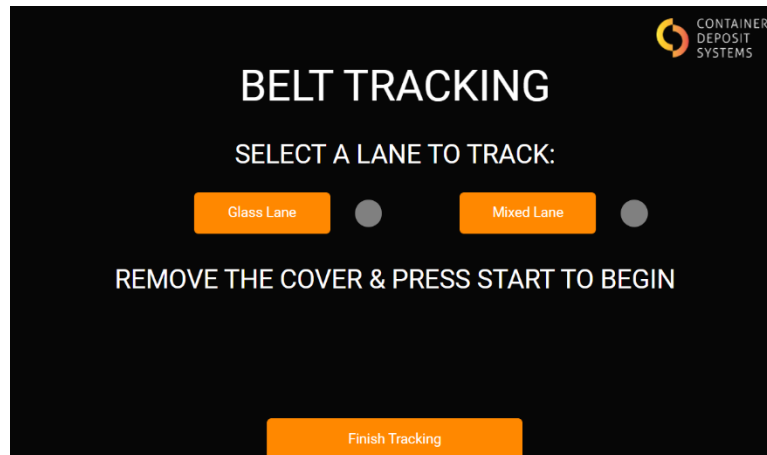 CONTAINER
DEPOSIT
SYSTEMS
BELT TRACKING
SELECT A LANE TO TRACK:
Glass Lane
Mixed Lane
REMOVE THE COVER & PRESS START TO BEGIN
Finish Tracking